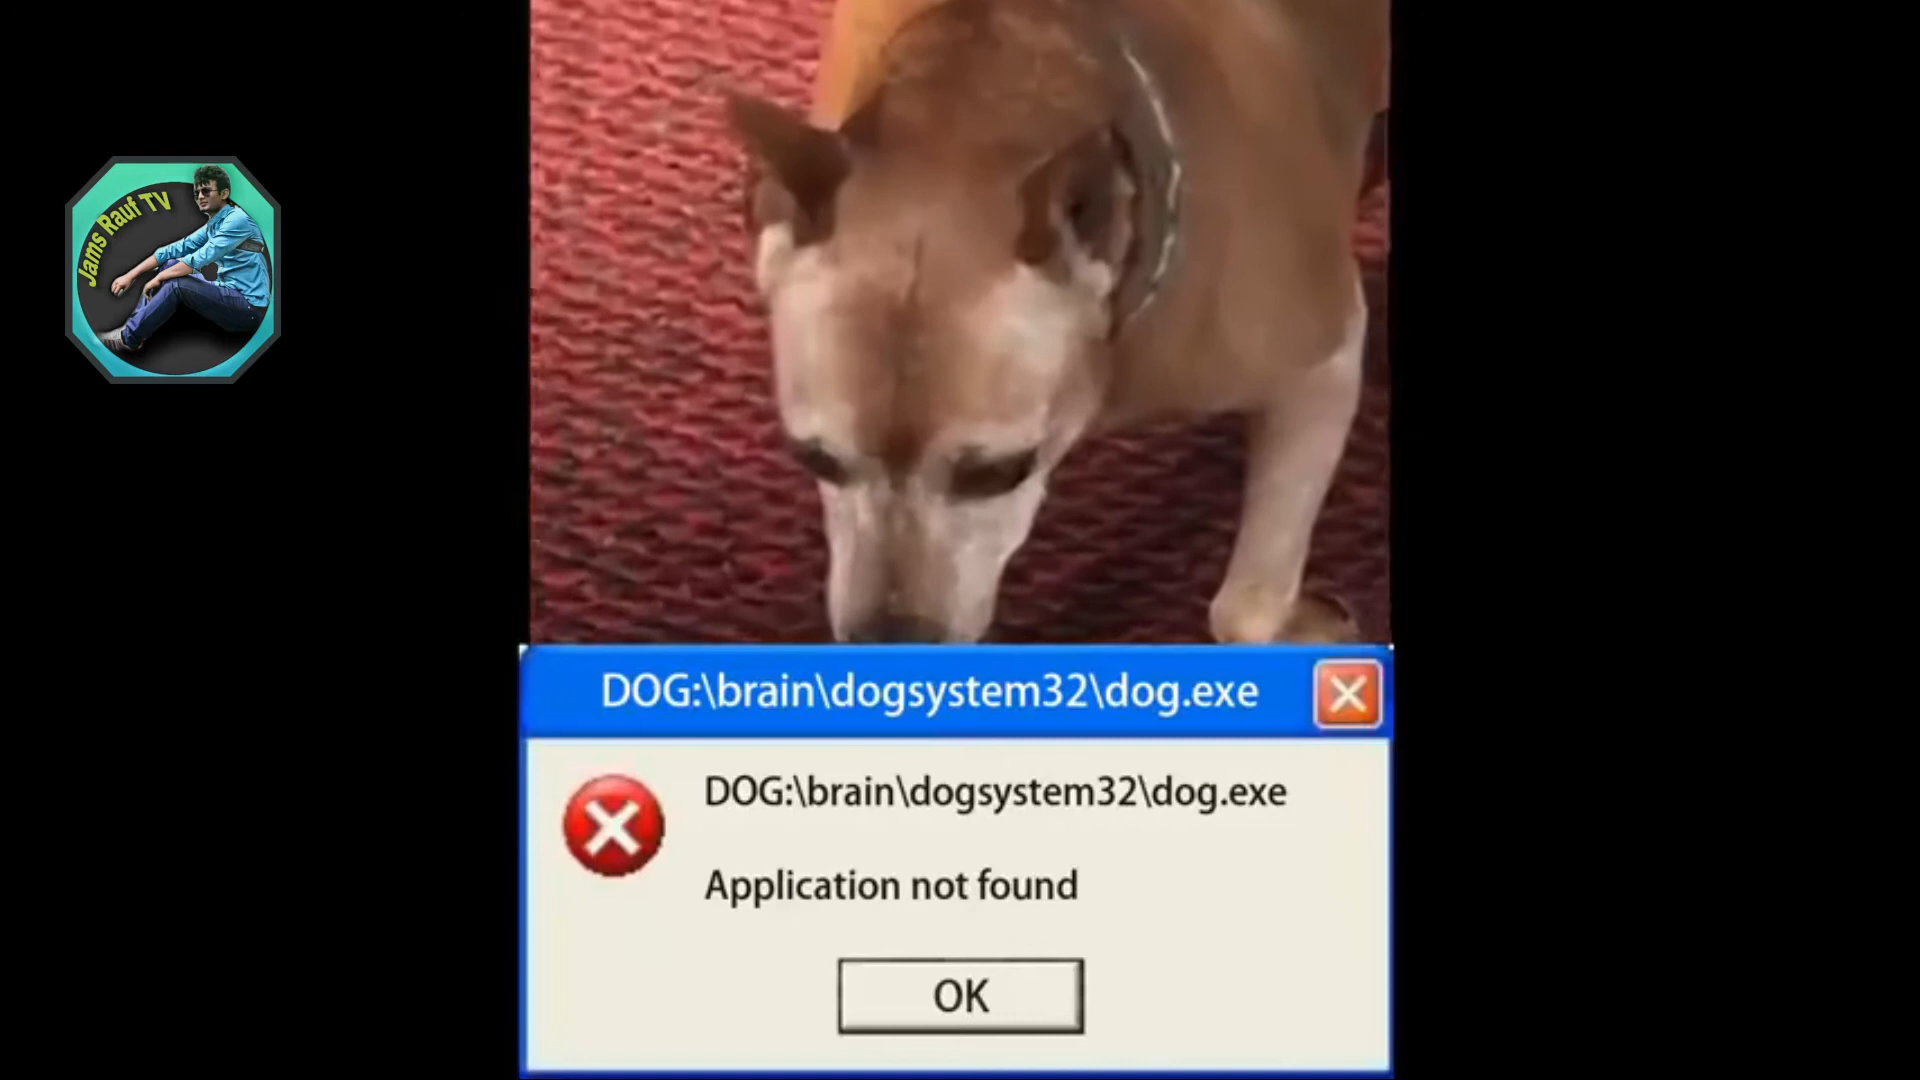 Jams Rauf TV
DOG:\brain\dogsystem32\dog.exe
DOG:\brain\dogsystem32\dog.exe
Application not found
OK